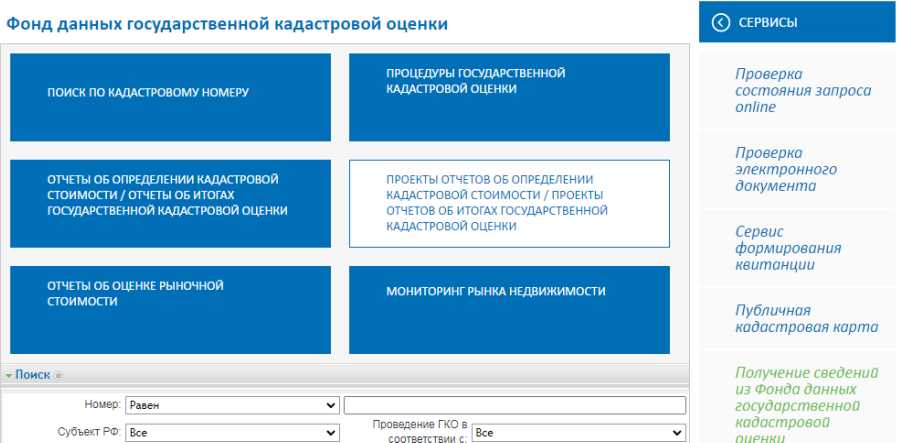 Фонд данных государственной кадастровой оценки
ПОИСК ПО КАДАСТРОВОМУ НОМЕРУ
ПРОЦЕДУРЫ ГОСУДАРСТВЕННОЙ
КАДАСТРОВОЙ ОЦЕНКИ
ОТЧЕТЫ ОБ ОПРЕДЕЛЕНИИ КАДАСТРОВОЙ
СТОИМОСТИ / ОТЧЕТЫ ОБ ИТОГАХ
ГОСУДАРСТВЕННОЙ КАДАСТРОВОЙ ОЦЕНКИ
ПРОЕКТЫ ОТЧЕТОВ ОБ ОПРЕДЕЛЕНИИ
КАДАСТРОВОЙ СТОИМОСТИ / ПРОЕКТЫ
ОТЧЕТОВ ОБ ИТОГАХ ГОСУДАРСТВЕННОЙ
КАДАСТРОВОЙ ОЦЕНКИ
ОТЧЕТЫ ОБ ОЦЕНКЕ РЫНОЧНОЙ
СТОИМОСТИ
МОНИТОРИНГ РЫНКА НЕДВИЖИМОСТИ
Поиск
Номер: Равен
Субъект РФ: Все
Проведение ГКО в
соответствии с: Все
СЕРВИСЫ
Проверка
состояния запроса
online
Проверка
электронного
документа
Сервис
формирования
квитанции
Публичная
кадастровая карта
Получение сведений
из Фонда данных
государственной
кадастровой
оценки